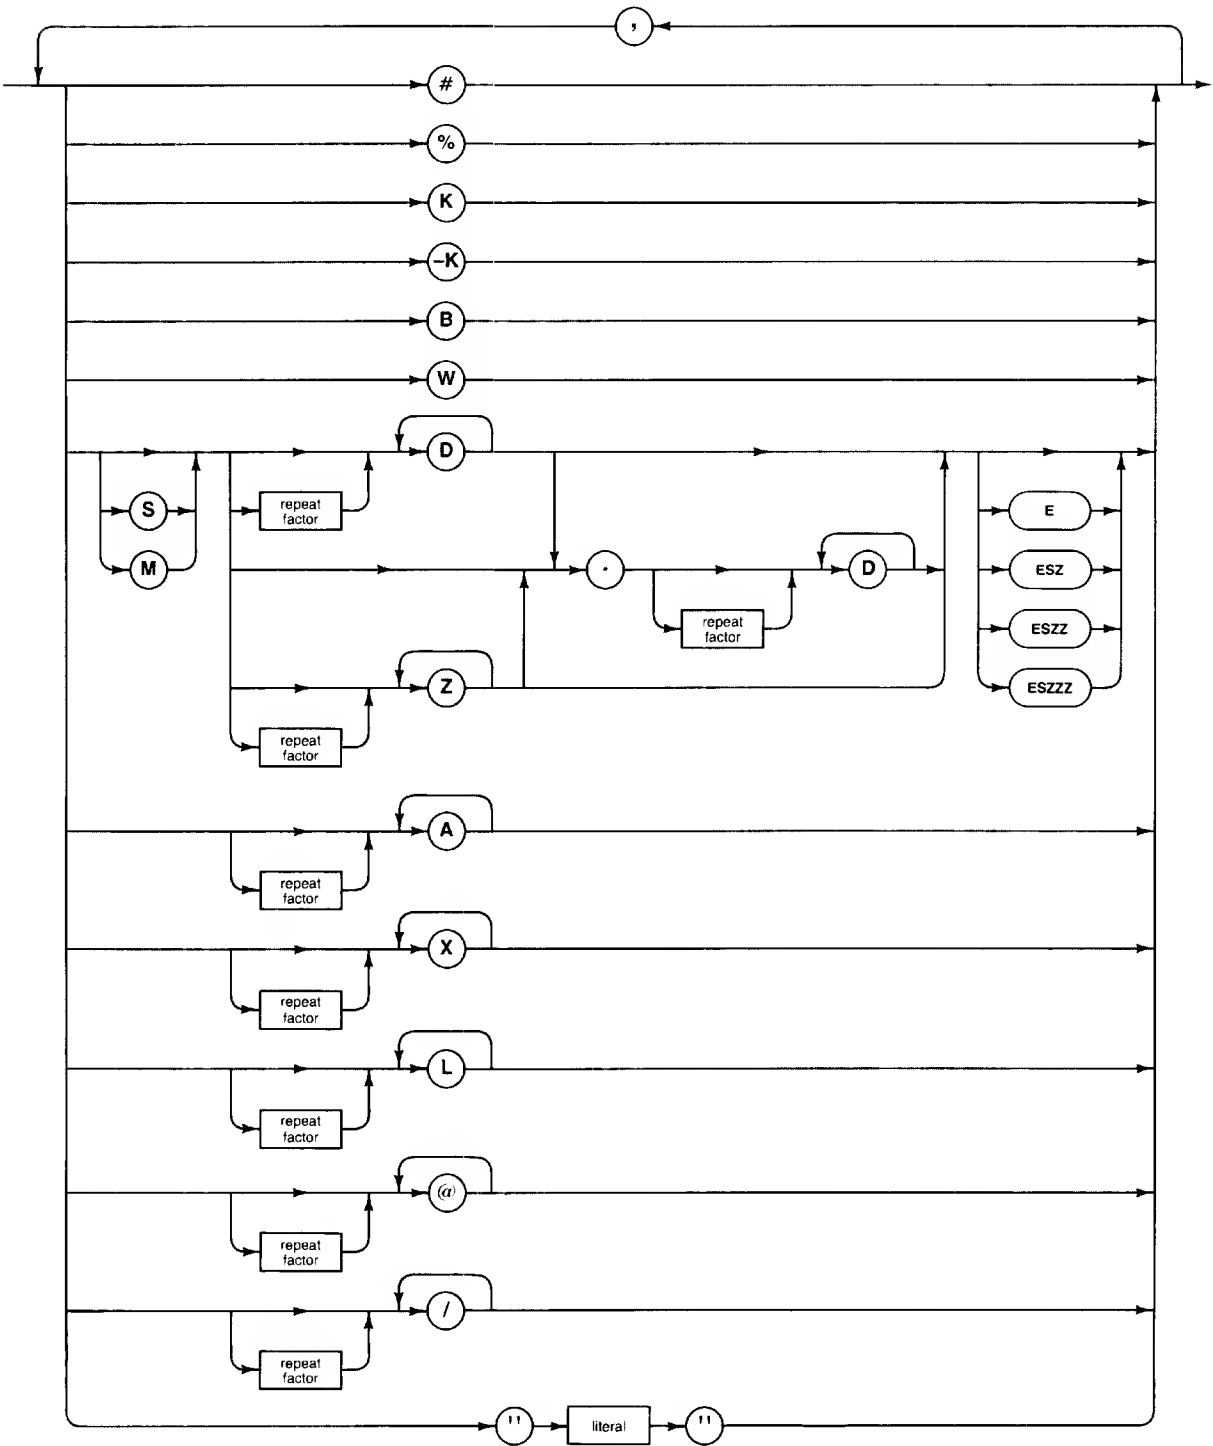 ,
#
%
K
-K
B
W
D
S
repeat
factor
E
M
.
D
ESZ
repeat
factor
ESZZ
Z
ESZZZ
repeat
factor
A
repeat
factor
X
repeat
factor
L
repeat
factor
@
repeat
factor
/
repeat
factor
" literal "